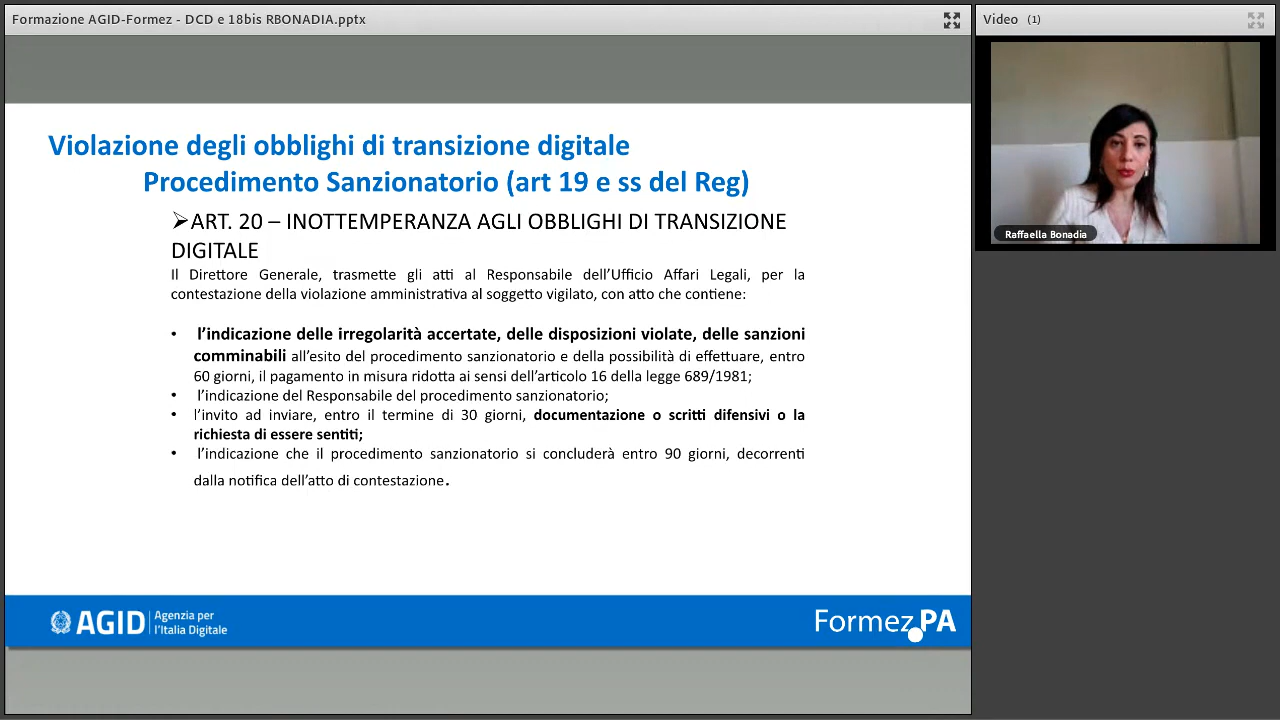 Formazione AGID-Formez - DCD e 18bis RBONADIA.pptx
Video (1)
Raffaella Bonadia
Violazione degli obblighi di transizione digitale
Procedimento Sanzionatorio (art 19 e ss del Reg)
➢ART. 20 – INOTTEMPERANZA AGLI OBBLIGHI DI TRANSIZIONE
DIGITALE
Il Direttore Generale, trasmette gli atti al Responsabile dell'Ufficio Affari Legali, per la
contestazione della violazione amministrativa al soggetto vigilato, con atto che contiene:
• l'indicazione delle irregolarità accertate, delle disposizioni violate, delle sanzioni
comminabili all'esito del procedimento sanzionatorio e della possibilità di effettuare, entro
60 giorni, il pagamento in misura ridotta ai sensi dell'articolo 16 della legge 689/1981;
• l'indicazione del Responsabile del procedimento sanzionatorio;
• l'invito ad inviare, entro il termine di 30 giorni, documentazione o scritti difensivi o la
richiesta di essere sentiti;
• l'indicazione che il procedimento sanzionatorio si concluderà entro 90 giorni, decorrenti
dalla notifica dell'atto di contestazione.
AGID Agenzia per
l'Italia Digitale
Formez PA